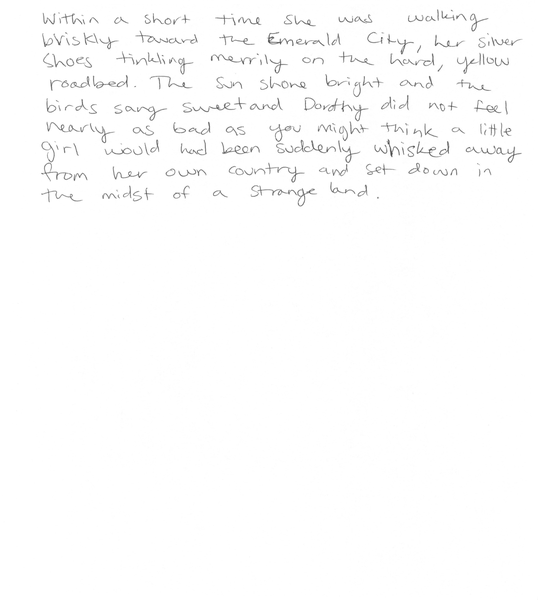 Within a short time she was walking
briskly toward the Emerald City, her silver
Shoes tinkling merrily on the hard, yellow
roadbed. The sun shone bright and the
birds sang sweet and Dorothy did not feel
nearly as bad as you might think a little
girl would had been suddenly whisked away
from her own country and set down in
the midst of a strange land.